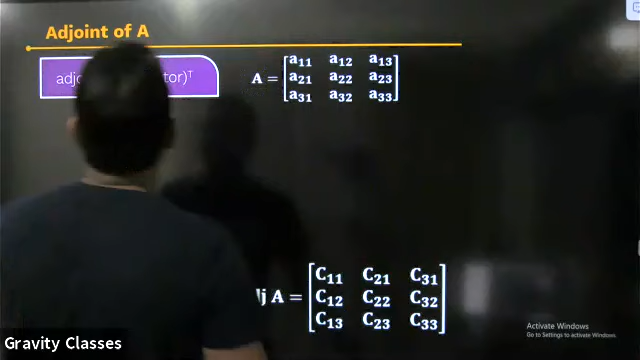 Adjoint of A
tor)ᵀ
A = [a₁₁ a₁₂ a₁₃
a₂₁ a₂₂ a₂₃
a₃₁ a₃₂ a₃₃]
j A = [C₁₁ C₂₁ C₃₁
C₁₂ C₂₂ C₃₂
C₁₃ C₂₃ C₃₃]
Activate Windows
Go to Settings to activate Windows.
Gravity Classes